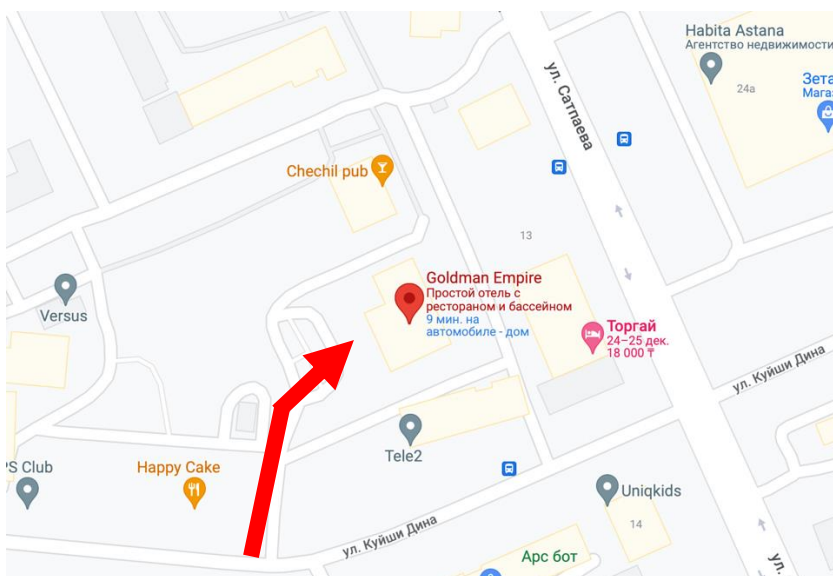 Habita Astana
Агентство недвижимости
24a
Зета
Мага
ул. Сатпаева
Chechil pub
13
Goldman Empire
Простой отель с
рестораном и бассейном
9 мин. на
автомобиле - дом
Versus
Торгай
24–25 дек.
18 000 ₸
ул. Куйши Дина
Tele2
PS Club
Happy Cake
Uniqkids
14
ул. Куйши Дина
Арс бот
ул.